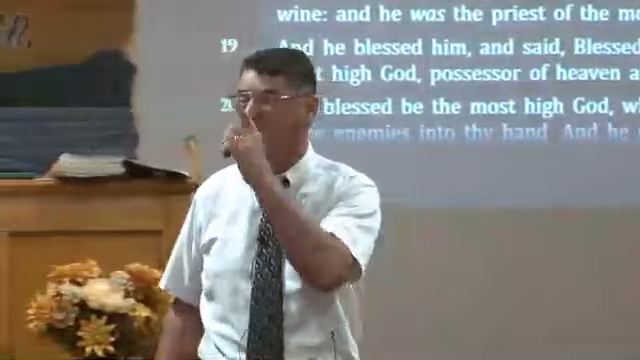 wine: and he was the priest of the
19 And he blessed him, and said, Blessed
high God, possessor of heaven
blessed be the most high God,
enemies into thy hand And he